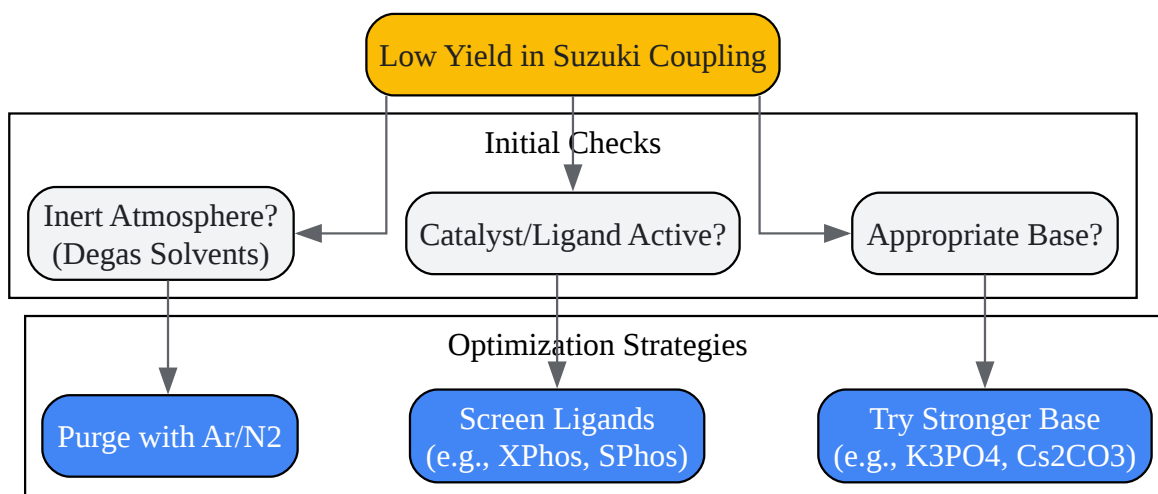 Low Yield in Suzuki Coupling
Initial Checks
Inert Atmosphere?
(Degas Solvents)
Catalyst/Ligand Active?
Appropriate Base?
Optimization Strategies
Purge with Ar/N2
Screen Ligands
(e.g., XPhos, SPhos)
Try Stronger Base
(e.g., K3PO4, Cs2CO3)